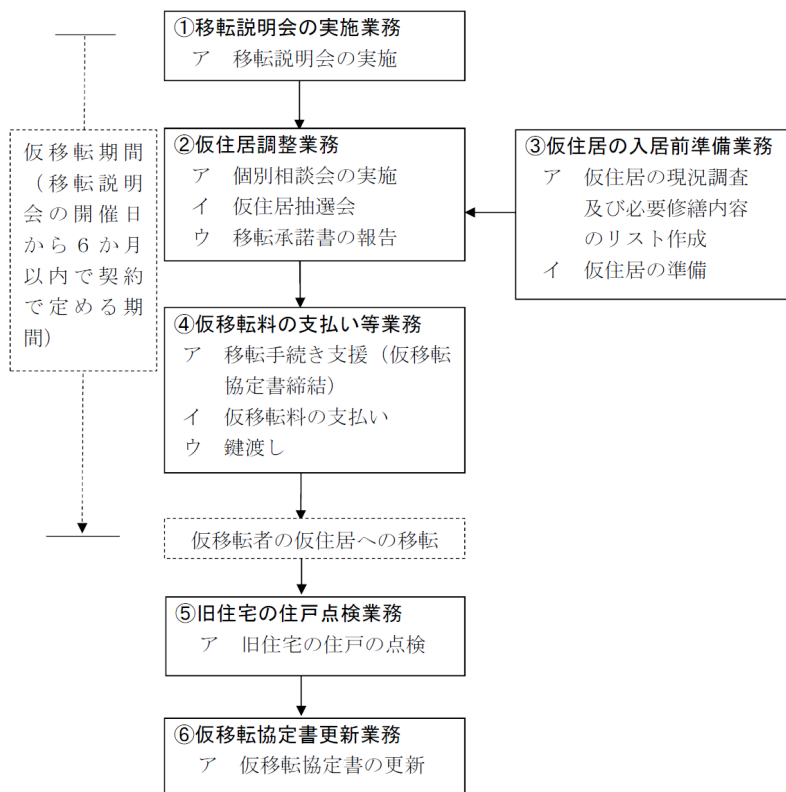 ①移転説明会の実施業務
ア 移転説明会の実施
仮移転期間
（移転説明
会の開催日
から６か月
以内で契約
で定める期
間）
②仮住居調整業務
ア 個別相談会の実施
イ 仮住居抽選会
ウ 移転承諾書の報告
③仮住居の入居前準備業務
ア 仮住居の現況調査
及び必要修繕内容
のリスト作成
イ 仮住居の準備
④仮移転料の支払い等業務
ア 移転手続き支援（仮移転
協定書締結）
イ 仮移転料の支払い
ウ 鍵渡し
仮移転者の仮住居への移転
⑤旧住宅の住戸点検業務
ア 旧住宅の住戸の点検
⑥仮移転協定書更新業務
ア 仮移転協定書の更新